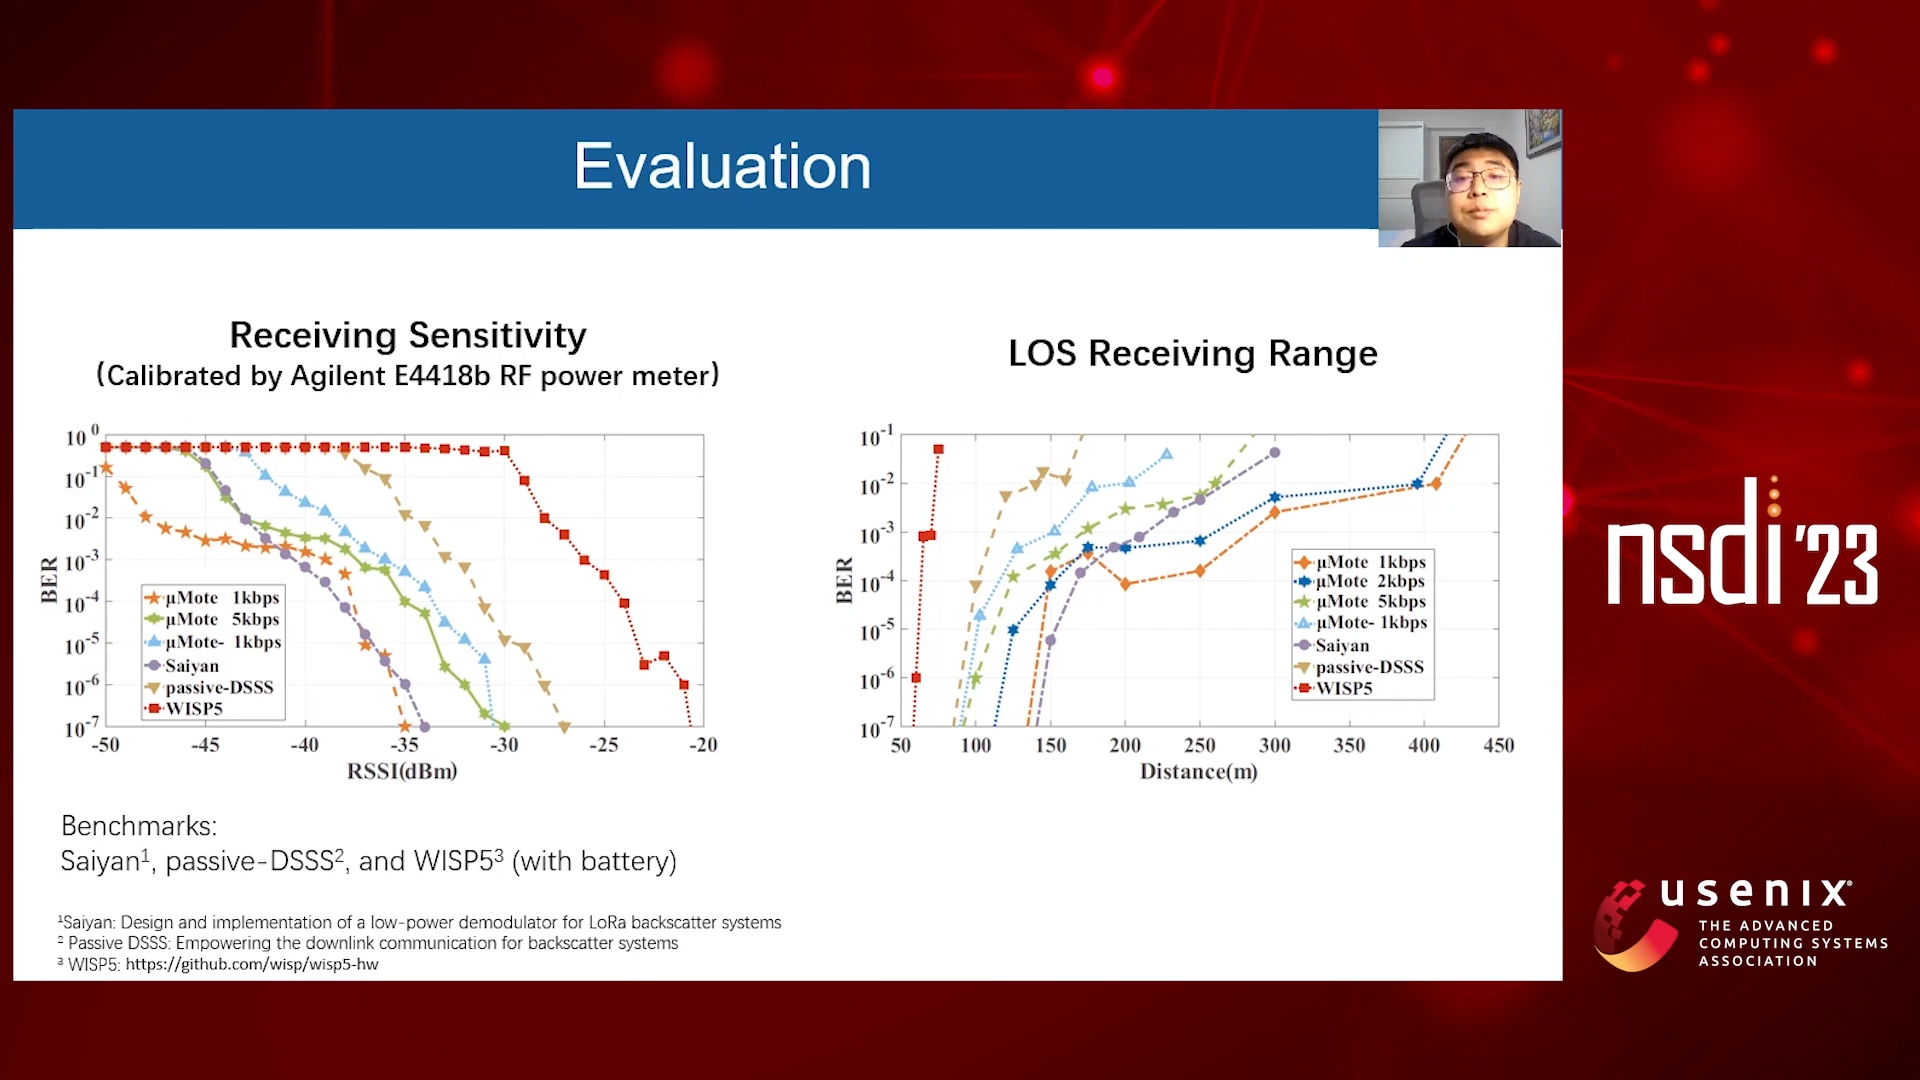 Evaluation
Receiving Sensitivity
(Calibrated by Agilent E4418b RF power meter)
LOS Receiving Range
10^0
10^-1
10^-2
10^-3
10^-4
10^-5
10^-6
10^-7
BER
-50 -45 -40 -35 -30 -25 -20
RSSI(dBm)
μMote 1kbps
μMote 5kbps
μMote- 1kbps
Saiyan
passive-DSSS
WISP5
10^-1
10^-2
10^-3
10^-4
10^-5
10^-6
10^-7
BER
50 100 150 200 250 300 350 400 450
Distance(m)
μMote 1kbps
μMote 2kbps
μMote 5kbps
μMote- 1kbps
Saiyan
passive-DSSS
WISP5
Benchmarks:
Saiyan¹, passive-DSSS², and WISP5³ (with battery)
¹Saiyan: Design and implementation of a low-power demodulator for LoRa backscatter systems
² Passive DSSS: Empowering the downlink communication for backscatter systems
³ WISP5: https://github.com/wisp/wisp5-hw
nsdi '23
usenix®
THE ADVANCED
COMPUTING SYSTEMS
ASSOCIATION